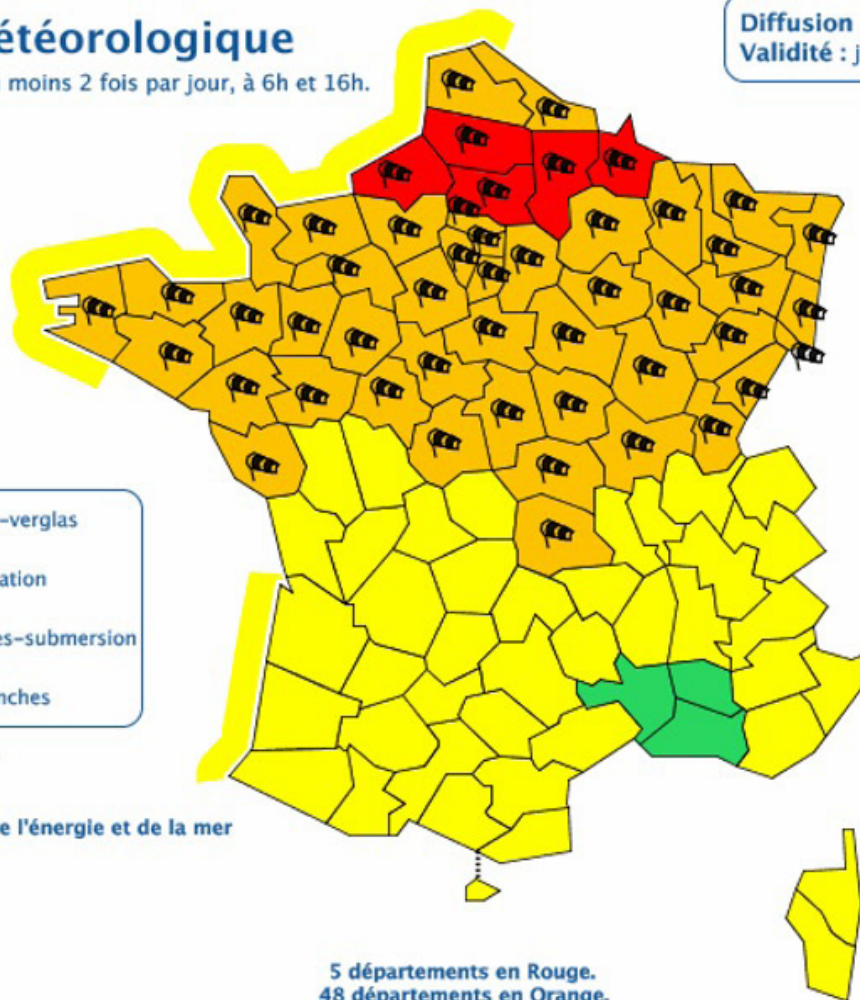 étéorologique
moins 2 fois par jour, à 6h et 16h.
Diffusion
Validité : j
-verglas
ation
es-submersion
nches
e l'énergie et de la mer
5 départements en Rouge.
48 départements en Orange.